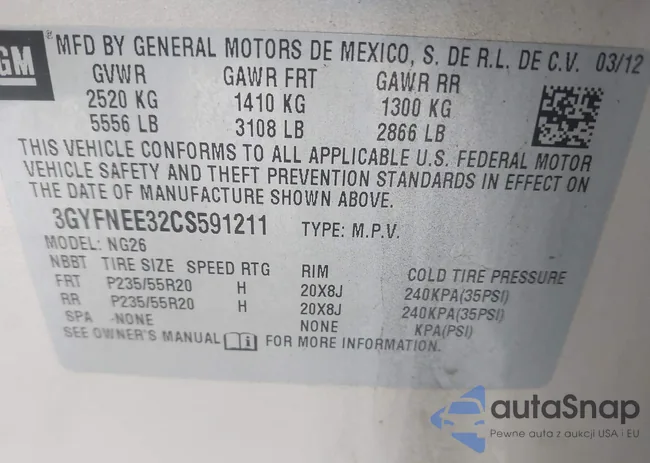 GM
MFD BY GENERAL MOTORS DE MEXICO, S. DE R.L. DE C.V. 03/12
GVWR GAWR FRT GAWR RR
2520 KG 1410 KG 1300 KG
5556 LB 3108 LB 2866 LB
THIS VEHICLE CONFORMS TO ALL APPLICABLE U.S. FEDERAL MOTOR
VEHICLE SAFETY AND THEFT PREVENTION STANDARDS IN EFFECT ON
THE DATE OF MANUFACTURE SHOWN ABOVE.
3GYFNEE32CS591211 TYPE: M.P.V.
MODEL: NG26
NBBT TIRE SIZE SPEED RTG RIM COLD TIRE PRESSURE
FRT P235/55R20 H 20X8J 240KPA(35PSI)
RR P235/55R20 H 20X8J 240KPA(35PSI)
SPA -NONE NONE KPA(PSI)
SEE OWNER'S MANUAL i FOR MORE INFORMATION.
autaSnap
Pewne auta z aukcji USA i EU